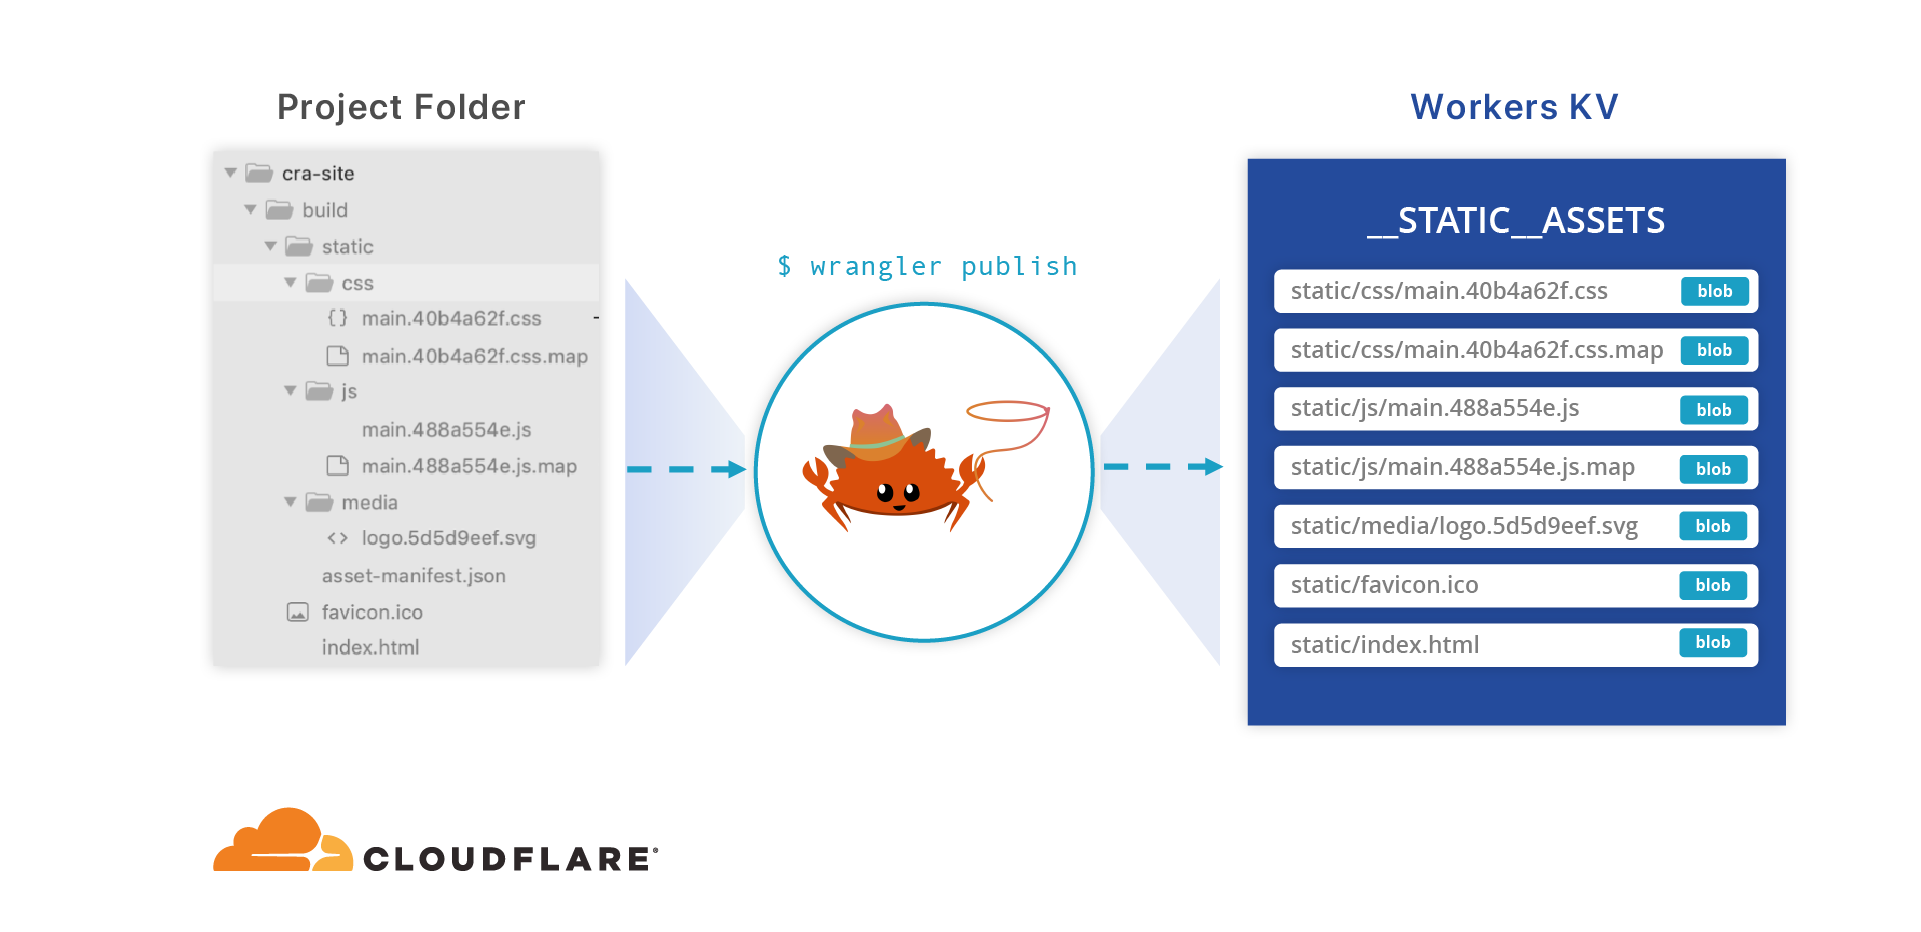 Project Folder
cra-site
build
static
css
{} main.40b4a62f.css
main.40b4a62f.css.map
js
main.488a554e.js
main.488a554e.js.map
media
<> logo.5d5d9eef.svg
asset-manifest.json
favicon.ico
index.html
$ wrangler publish
Workers KV
__STATIC__ASSETS
static/css/main.40b4a62f.css blob
static/css/main.40b4a62f.css.map blob
static/js/main.488a554e.js blob
static/js/main.488a554e.js.map blob
static/media/logo.5d5d9eef.svg blob
static/favicon.ico blob
static/index.html blob
CLOUDFLARE®